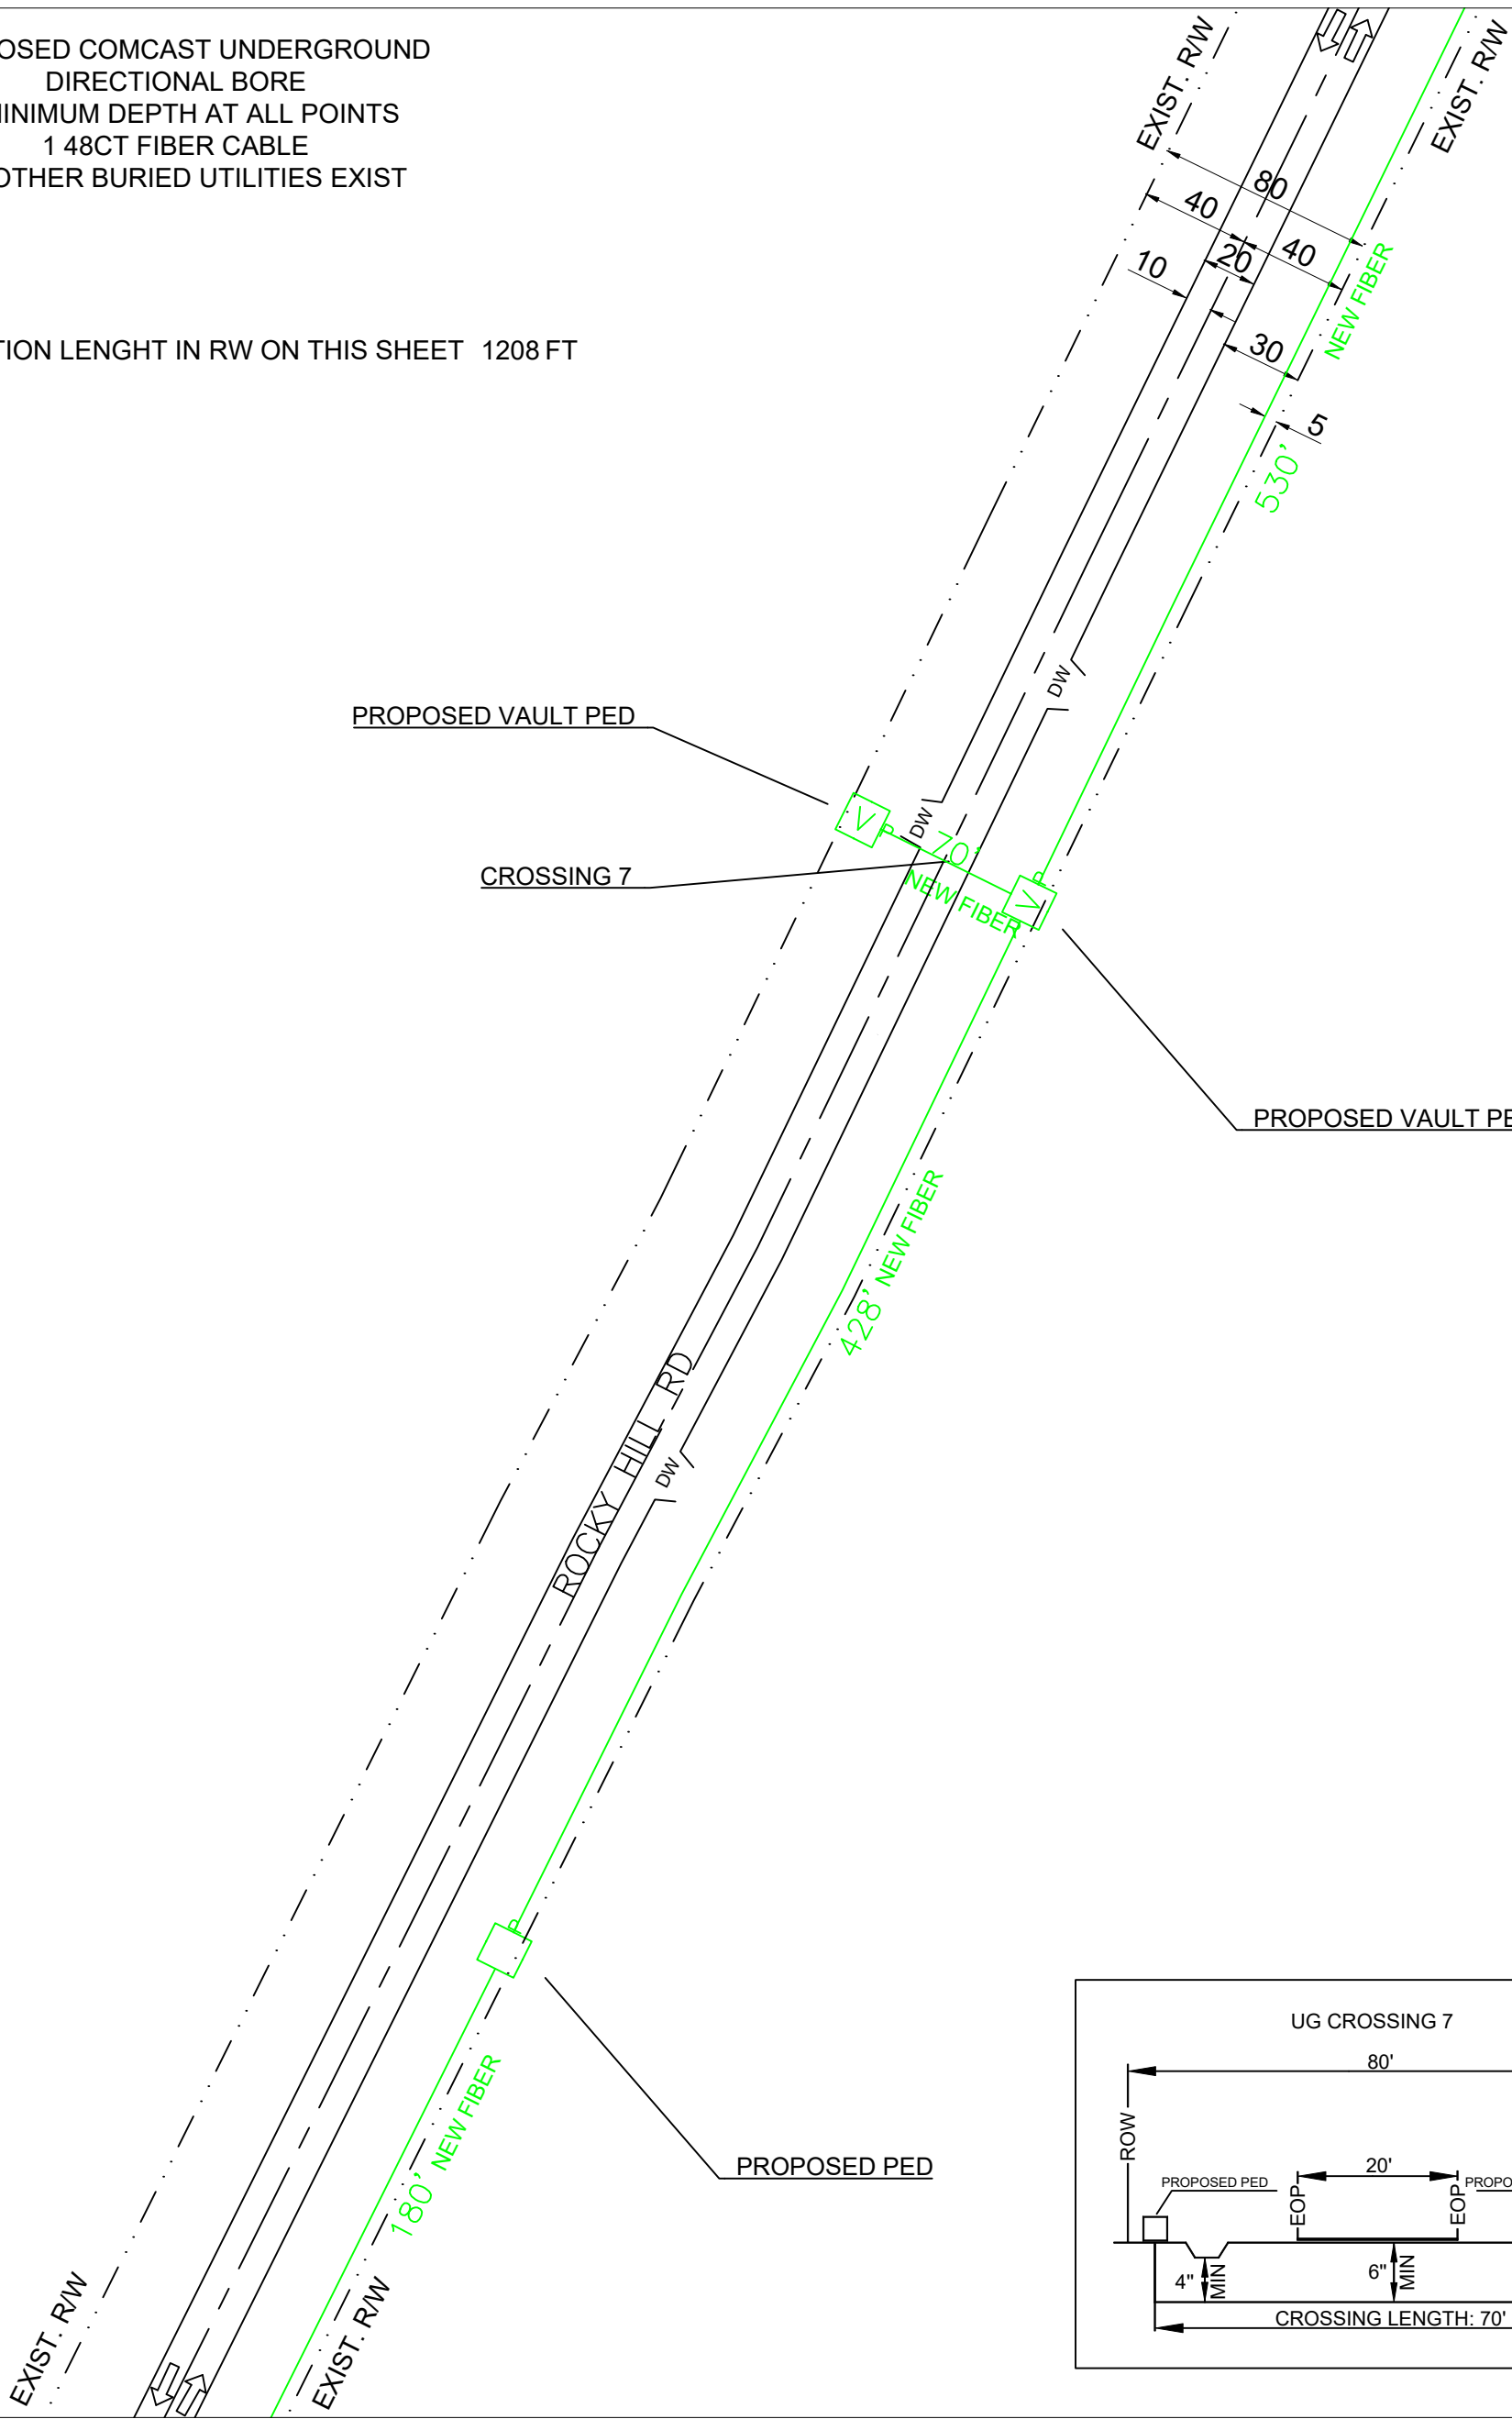 OSED COMCAST UNDERGROUND
DIRECTIONAL BORE
MINIMUM DEPTH AT ALL POINTS
1 48CT FIBER CABLE
OTHER BURIED UTILITIES EXIST
TION LENGHT IN RW ON THIS SHEET 1208 FT
EXIST. R/W
EXIST. R/W
80
40
40
10
20
NEW FIBER
30
5
530'
DW
PROPOSED VAULT PED
V
P
DW
70'
CROSSING 7
NEW FIBER
P
V
PROPOSED VAULT PE
428' NEW FIBER
ROCKY HILL RD
DW
P
PROPOSED PED
180' NEW FIBER
EXIST. R/W
EXIST. R/W
UG CROSSING 7
80'
ROW
20'
PROPOSED PED
EOP
EOP
PROPO
4"
MIN
6"
MIN
CROSSING LENGTH: 70'